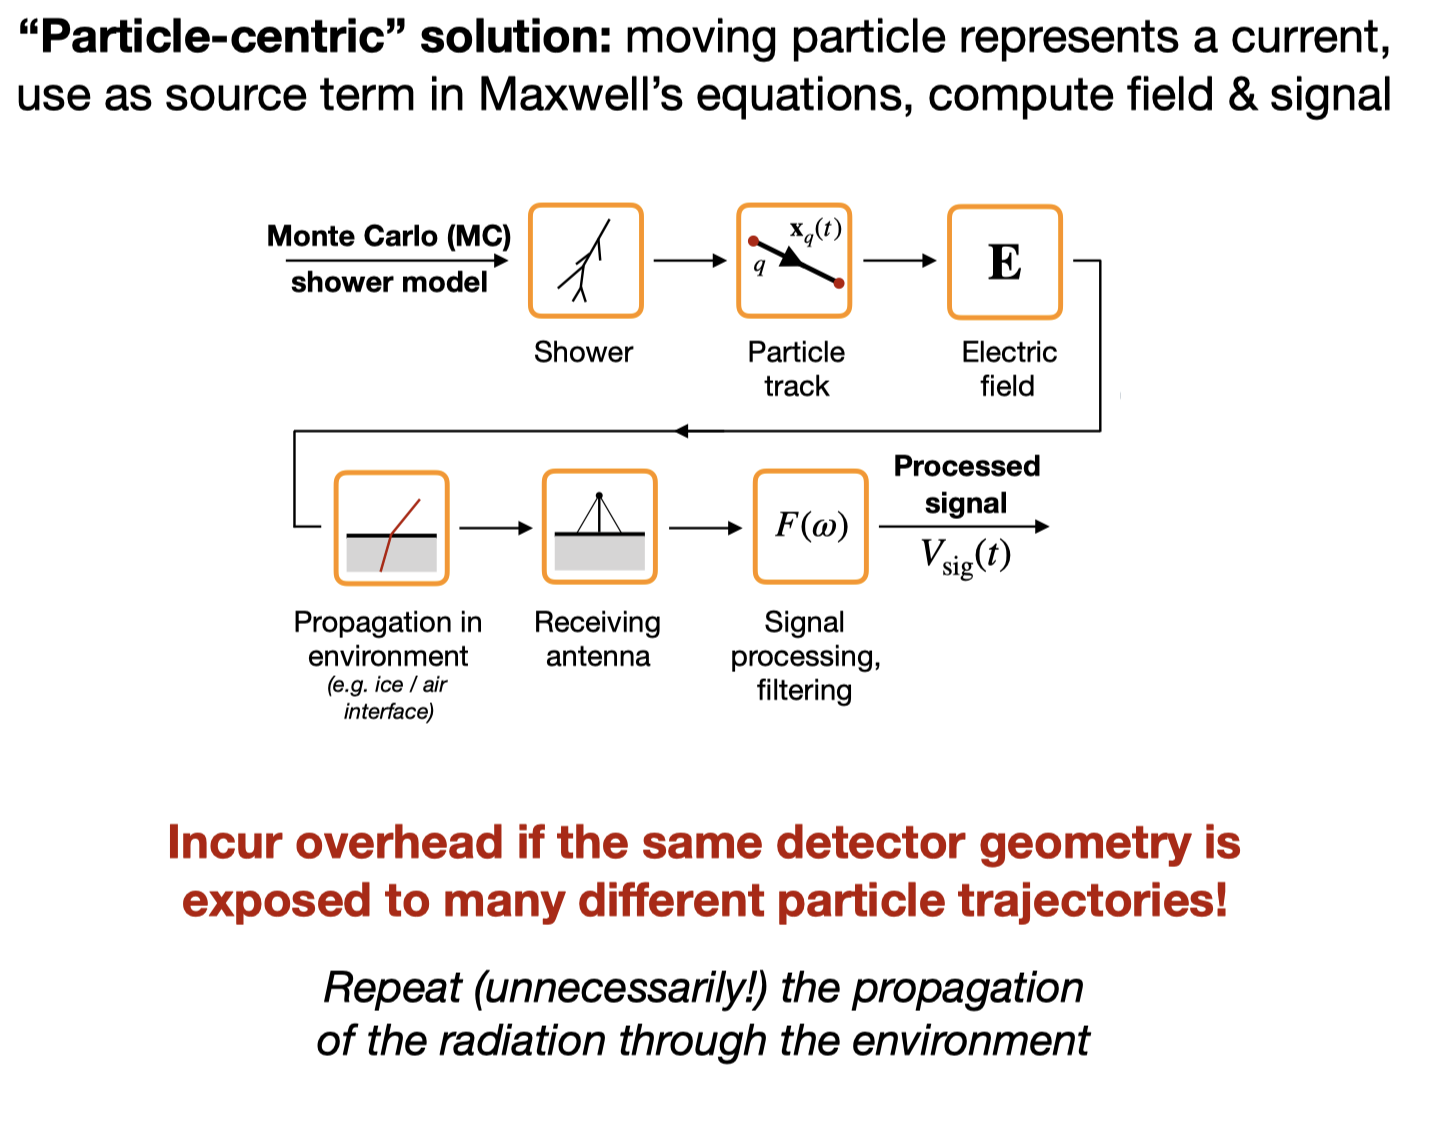 “Particle-centric” solution: moving particle represents a current,
use as source term in Maxwell’s equations, compute field & signal
Monte Carlo (MC)
shower model
Shower
x_q(t)
q
Particle
track
E
Electric
field
Propagation in
environment
(e.g. ice / air
interface)
Receiving
antenna
F(ω)
Signal
processing,
filtering
Processed
signal
V_sig(t)
Incur overhead if the same detector geometry is
exposed to many different particle trajectories!
Repeat (unnecessarily!) the propagation
of the radiation through the environment